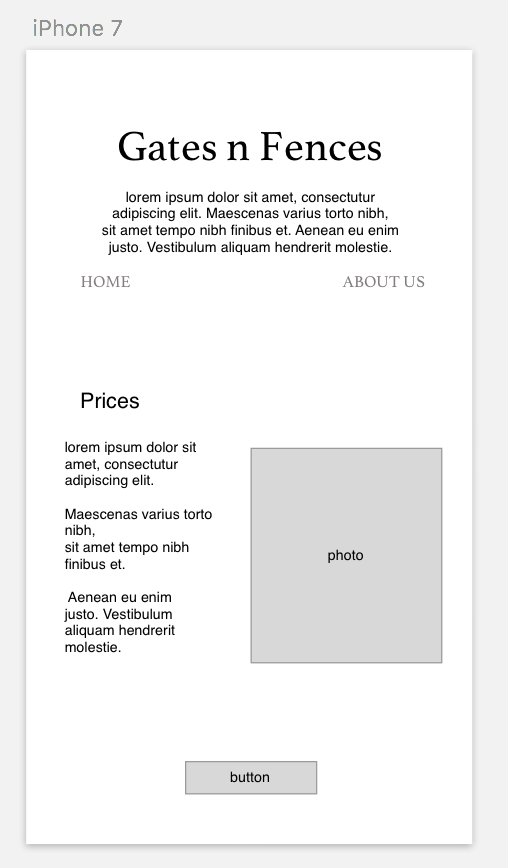 iPhone 7
Gates n Fences
lorem ipsum dolor sit amet, consectutur
adipiscing elit. Maescenas varius torto nibh,
sit amet tempo nibh finibus et. Aenean eu enim
justo. Vestibulum aliquam hendrerit molestie.
HOME
ABOUT US
Prices
lorem ipsum dolor sit
amet, consectutur
adipiscing elit.
Maescenas varius torto
nibh,
sit amet tempo nibh
finibus et.
Aenean eu enim
justo. Vestibulum
aliquam hendrerit
molestie.
photo
button